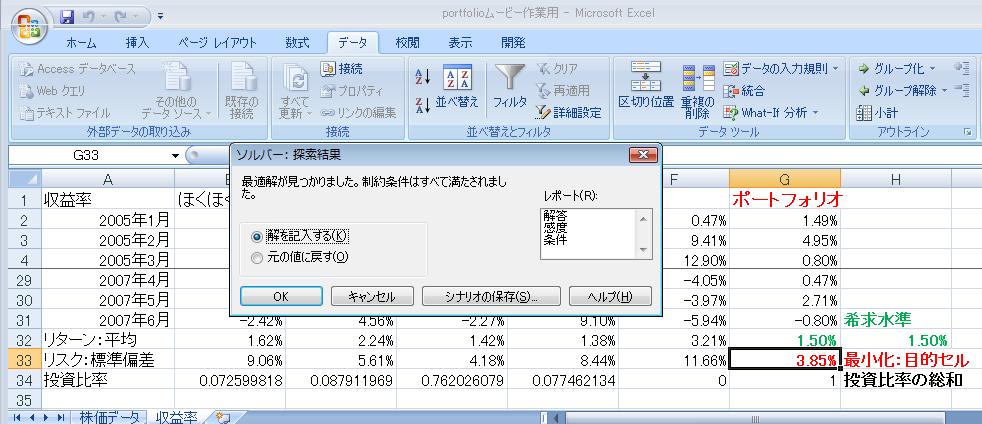 portfolioムービー作業用 - Microsoft Excel
ホーム 挿入 ページ レイアウト 数式 データ 校閲 表示 開発
Access データベース
Web クエリ
テキスト ファイル
その他の
データ ソース
既存の
接続
外部データの取り込み
すべて
更新
接続
プロパティ
リンクの編集
接続
並べ替え
フィルタ
クリア
再適用
詳細設定
並べ替えとフィルタ
区切り位置
重複の
削除
データの入力規則
統合
What-If 分析
データ ツール
グループ化
グループ解除
小計
アウトライン
G33
ソルバー: 探索結果
最適解が見つかりました。制約条件はすべて満たされまし
た。
解を記入する(K)
元の値に戻す(O)
レポート(R):
解答
感度
条件
OK キャンセル シナリオの保存(S)... ヘルプ(H)
A F G H
1 収益率 ほくほく ポートフォリオ
2 2005年1月 0.47% 1.49%
3 2005年2月 9.41% 4.95%
4 2005年3月 12.90% 0.80%
29 2007年4月 -4.05% 0.47%
30 2007年5月 -3.97% 2.71%
31 2007年6月 -2.42% 4.56% -2.27% 9.10% -5.94% -0.80% 希求水準
32 リターン:平均 1.62% 2.24% 1.42% 1.38% 3.21% 1.50% 1.50%
33 リスク:標準偏差 9.06% 5.61% 4.18% 8.44% 11.66% 3.85% 最小化:目的セル
34 投資比率 0.072599818 0.087911969 0.762026079 0.077462134 0 1 投資比率の総和
35
株価データ 収益率